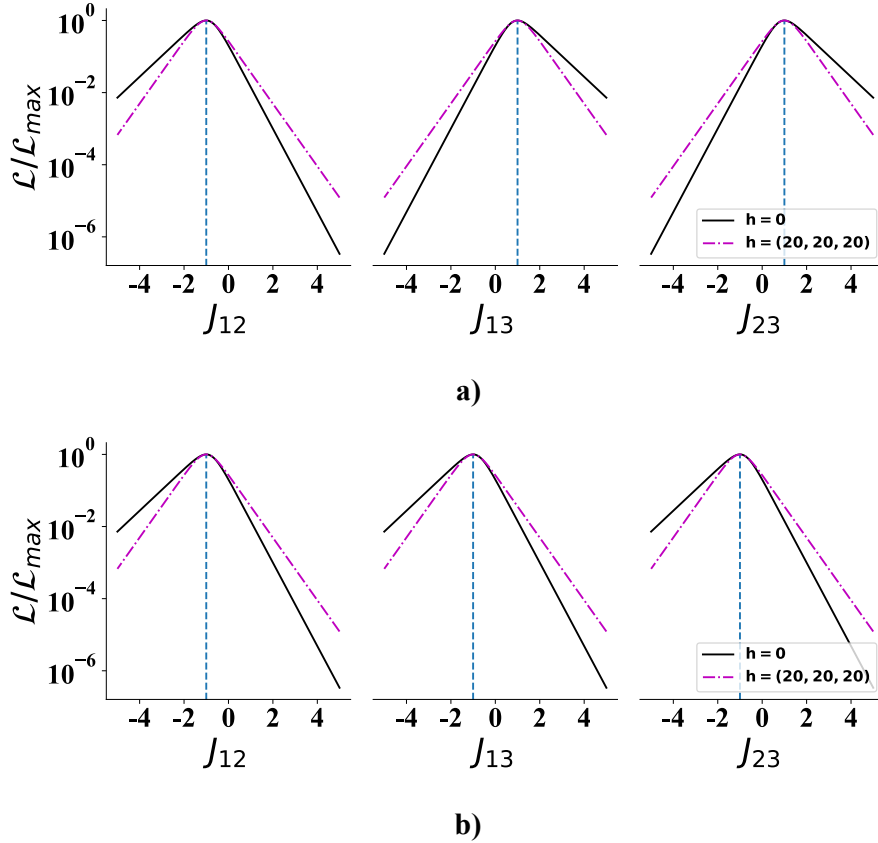 ℒ/ℒ_max
10^0
10^−2
10^−4
10^−6
-4 -2 0 2 4
-4 -2 0 2 4
-4 -2 0 2 4
h = 0
h = (20, 20, 20)
J_12
J_13
J_23
a)
ℒ/ℒ_max
10^0
10^−2
10^−4
10^−6
-4 -2 0 2 4
-4 -2 0 2 4
-4 -2 0 2 4
h = 0
h = (20, 20, 20)
J_12
J_13
J_23
b)